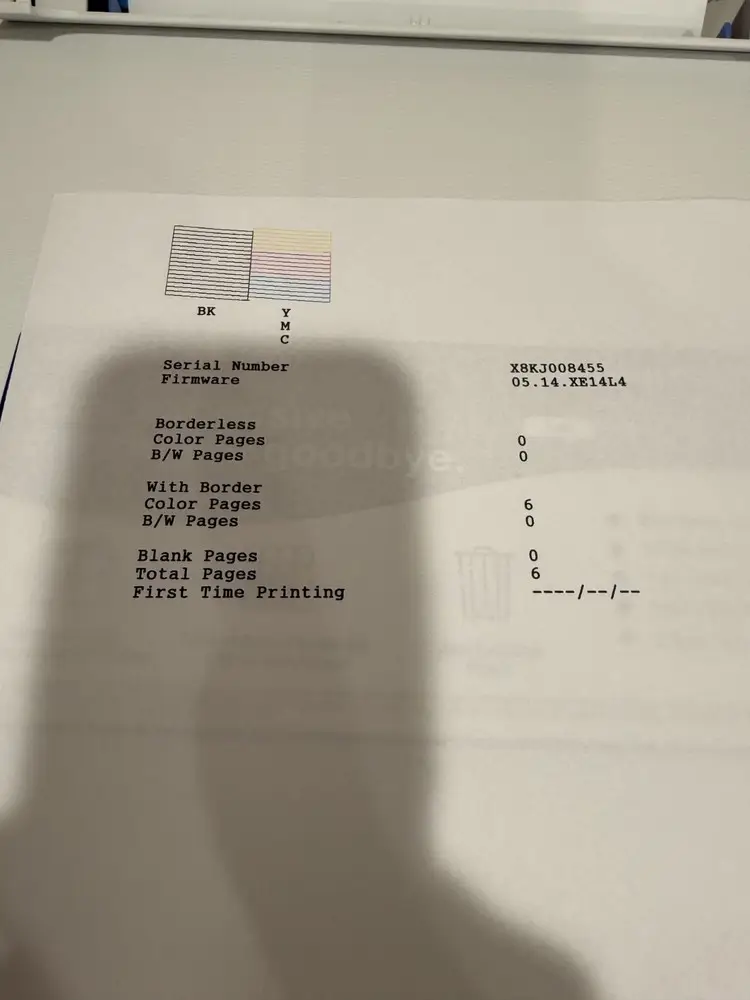 BK Y
M
C
Serial Number X8KJ008455
Firmware 05.14.XE14L4
Borderless
Color Pages 0
B/W Pages 0
With Border
Color Pages 6
B/W Pages 0
Blank Pages 0
Total Pages 6
First Time Printing ----/--/--
goodbye.